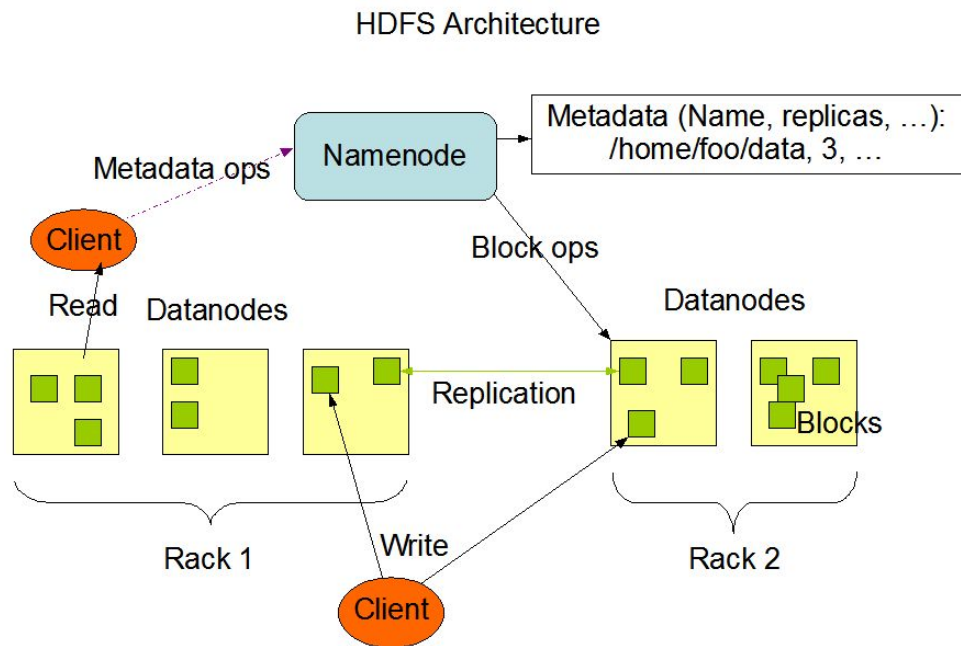 HDFS Architecture
Metadata (Name, replicas, …):
/home/foo/data, 3, …
Namenode
Metadata ops
Client
Block ops
Read
Datanodes
Datanodes
Replication
Blocks
Rack 1
Write
Rack 2
Client